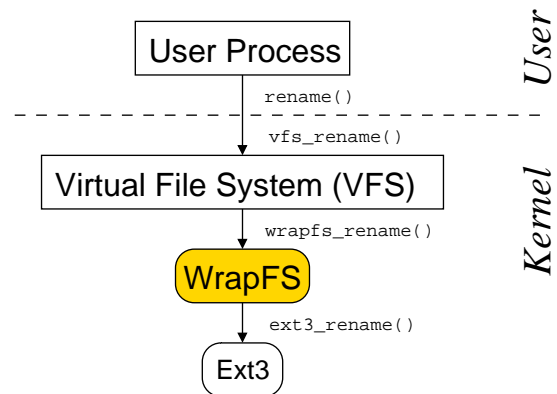 User Process
User
rename()
vfs_rename()
Virtual File System (VFS)
Kernel
wrapfs_rename()
WrapFS
ext3_rename()
Ext3